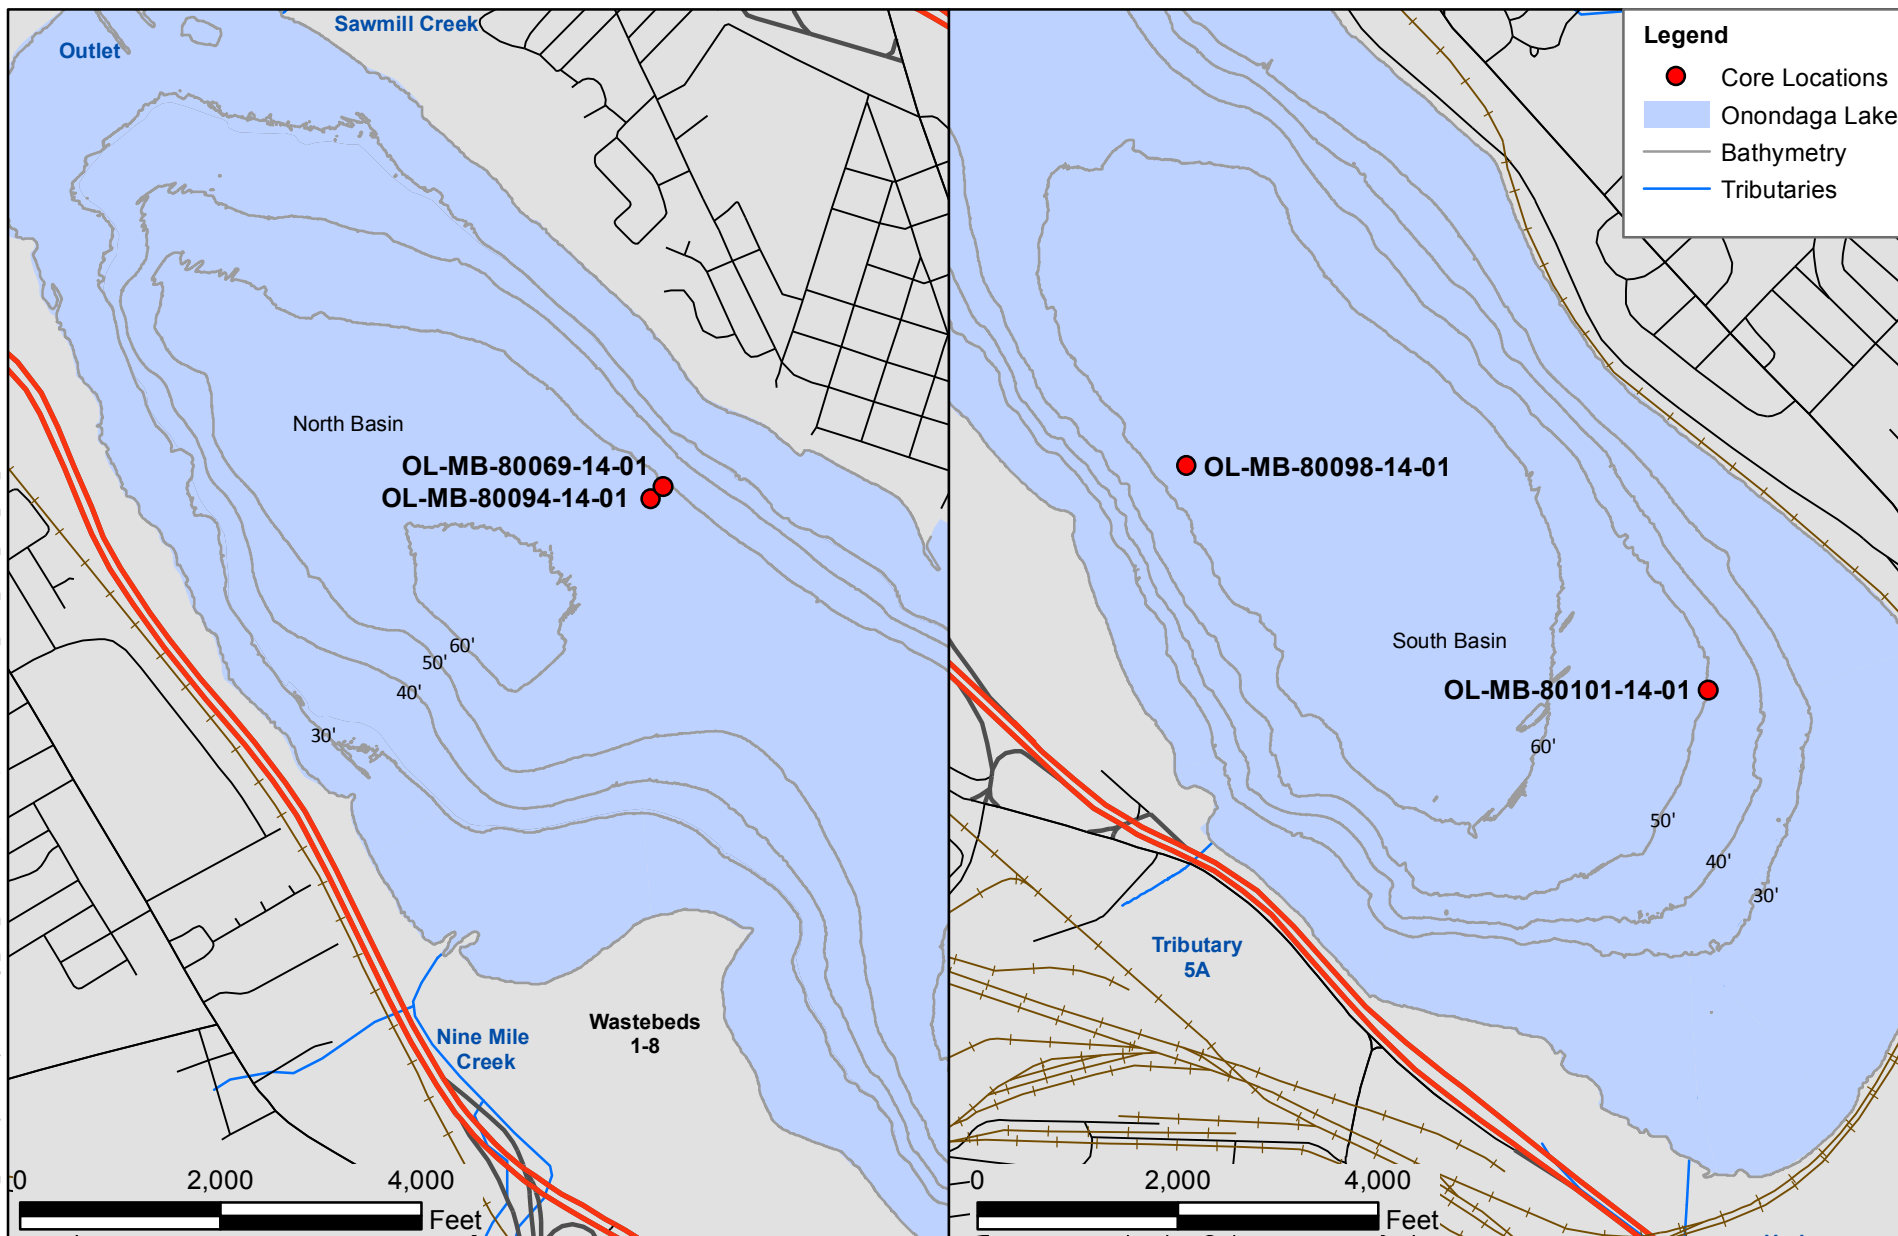 Outlet
Sawmill Creek
North Basin
OL-MB-80069-14-01
OL-MB-80094-14-01
60'
50'
40'
30'
Nine Mile
Creek
Wastebeds
1-8
0 2,000 4,000
Feet
Legend
Core Locations
Onondaga Lake
Bathymetry
Tributaries
OL-MB-80098-14-01
South Basin
OL-MB-80101-14-01
60'
50'
40'
30'
Tributary
5A
0 2,000 4,000
Feet